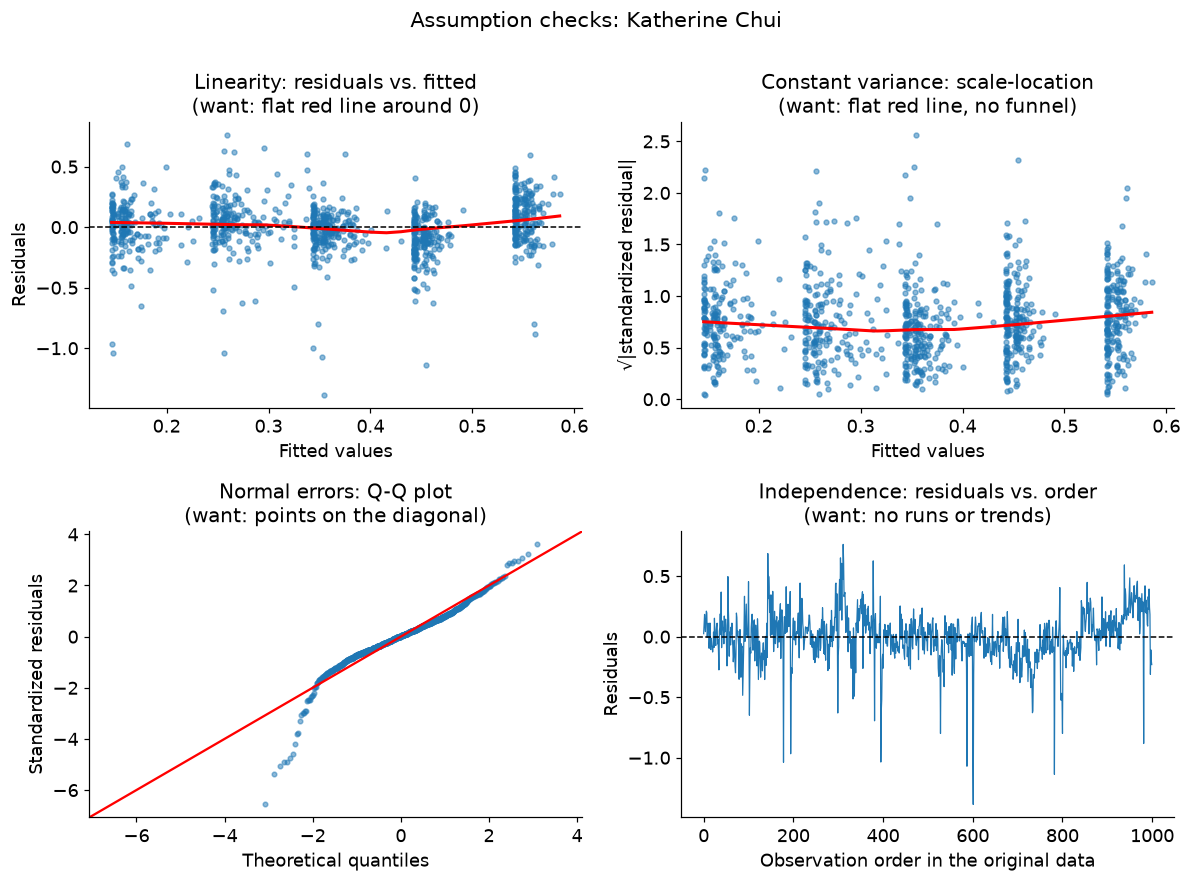 Assumption checks: Katherine Chui
Linearity: residuals vs. fitted
(want: flat red line around 0)
0.5
0.0
−0.5
−1.0
Residuals
0.2
0.3
0.4
0.5
0.6
Fitted values
Constant variance: scale-location
(want: flat red line, no funnel)
2.5
2.0
1.5
1.0
0.5
0.0
√|standardized residual|
0.2
0.3
0.4
0.5
0.6
Fitted values
Normal errors: Q-Q plot
(want: points on the diagonal)
4
2
0
−2
−4
−6
Standardized residuals
−6
−4
−2
0
2
4
Theoretical quantiles
Independence: residuals vs. order
(want: no runs or trends)
0.5
0.0
−0.5
−1.0
Residuals
0
200
400
600
800
1000
Observation order in the original data